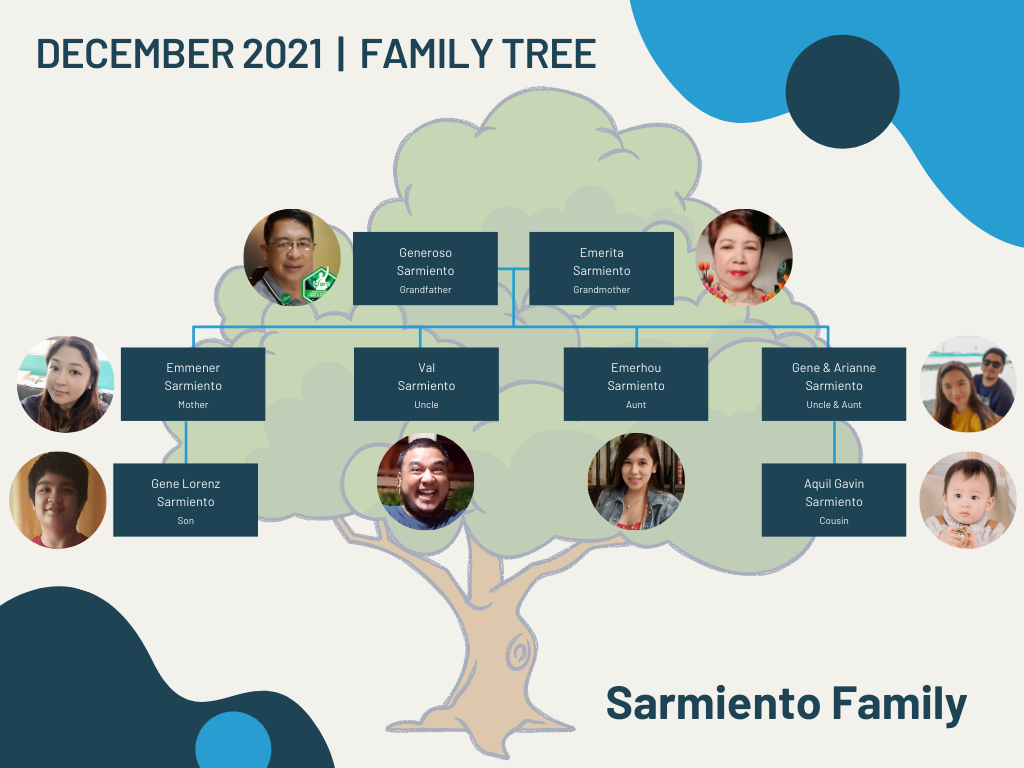 DECEMBER 2021 | FAMILY TREE
Generoso
Sarmiento
Grandfather
Emerita
Sarmiento
Grandmother
Emmener
Sarmiento
Mother
Val
Sarmiento
Uncle
Emerhou
Sarmiento
Aunt
Gene & Arianne
Sarmiento
Uncle & Aunt
Gene Lorenz
Sarmiento
Son
Aquil Gavin
Sarmiento
Cousin
Sarmiento Family